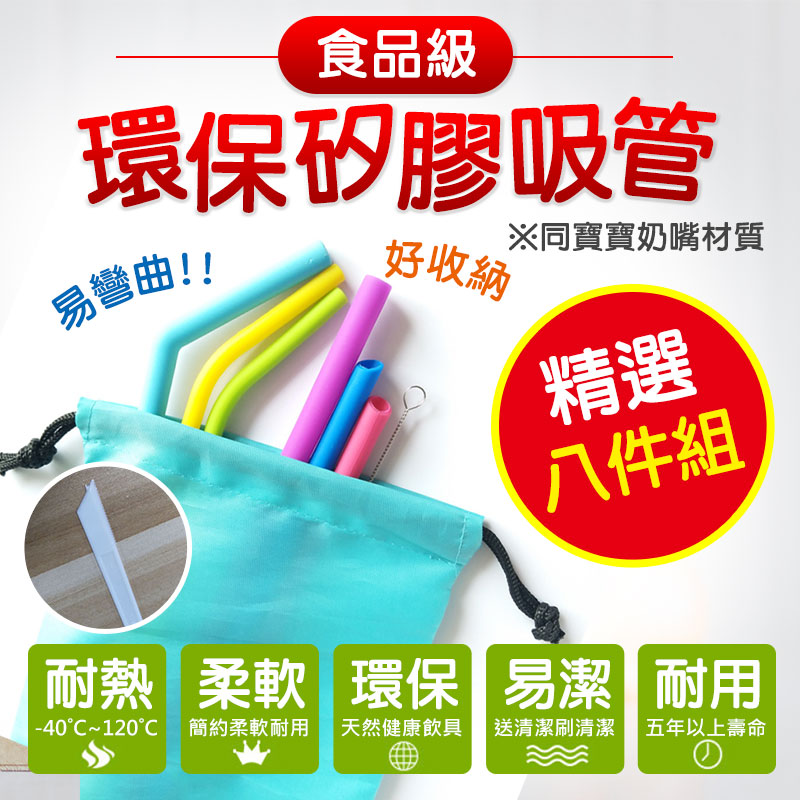 食品級
環保矽膠吸管
※同寶寶奶嘴材質
易彎曲!!
好收納
精選
八件組
耐熱
-40°C~120°C
柔軟
簡約柔軟耐用
環保
天然健康飲具
易潔
送清潔刷清潔
耐用
五年以上壽命